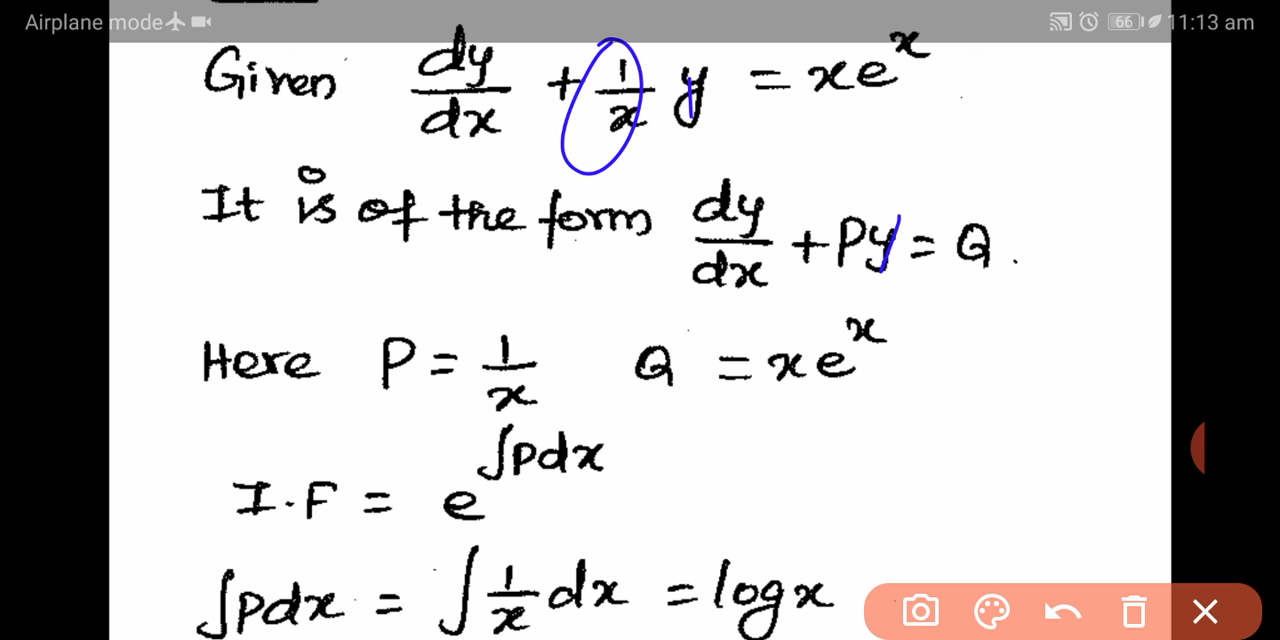 Airplane mode 66 11:13 am
Given dy/dx + 1/x y = xe^x
It is of the form dy/dx + Py = Q.
Here P = 1/x Q = xe^x
I.F = e^∫Pdx
∫pdx = ∫1/x dx = log x